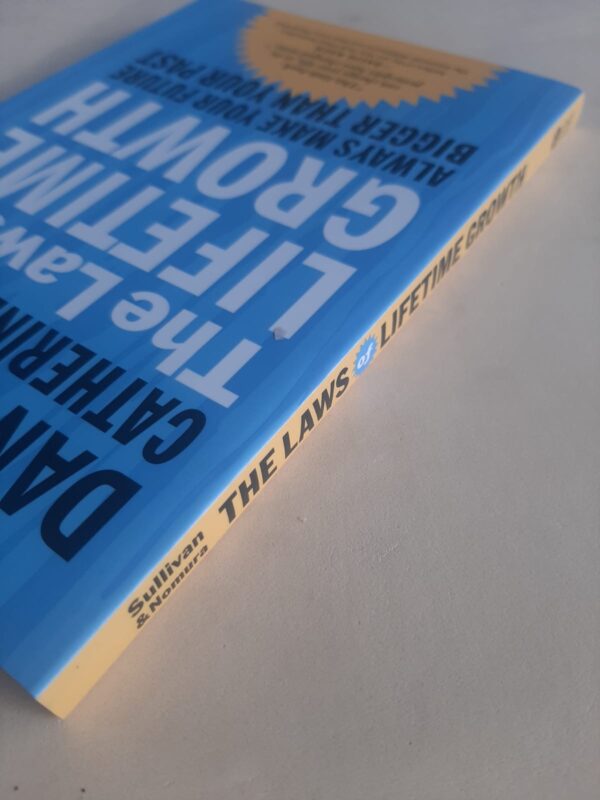 DAN
CATHERINE
The Laws
LIFETIME
GROWTH
ALWAYS MAKE YOUR FUTURE
BIGGER THAN YOUR PAST
Sullivan
& Nomura
THE LAWS of LIFETIME GROWTH